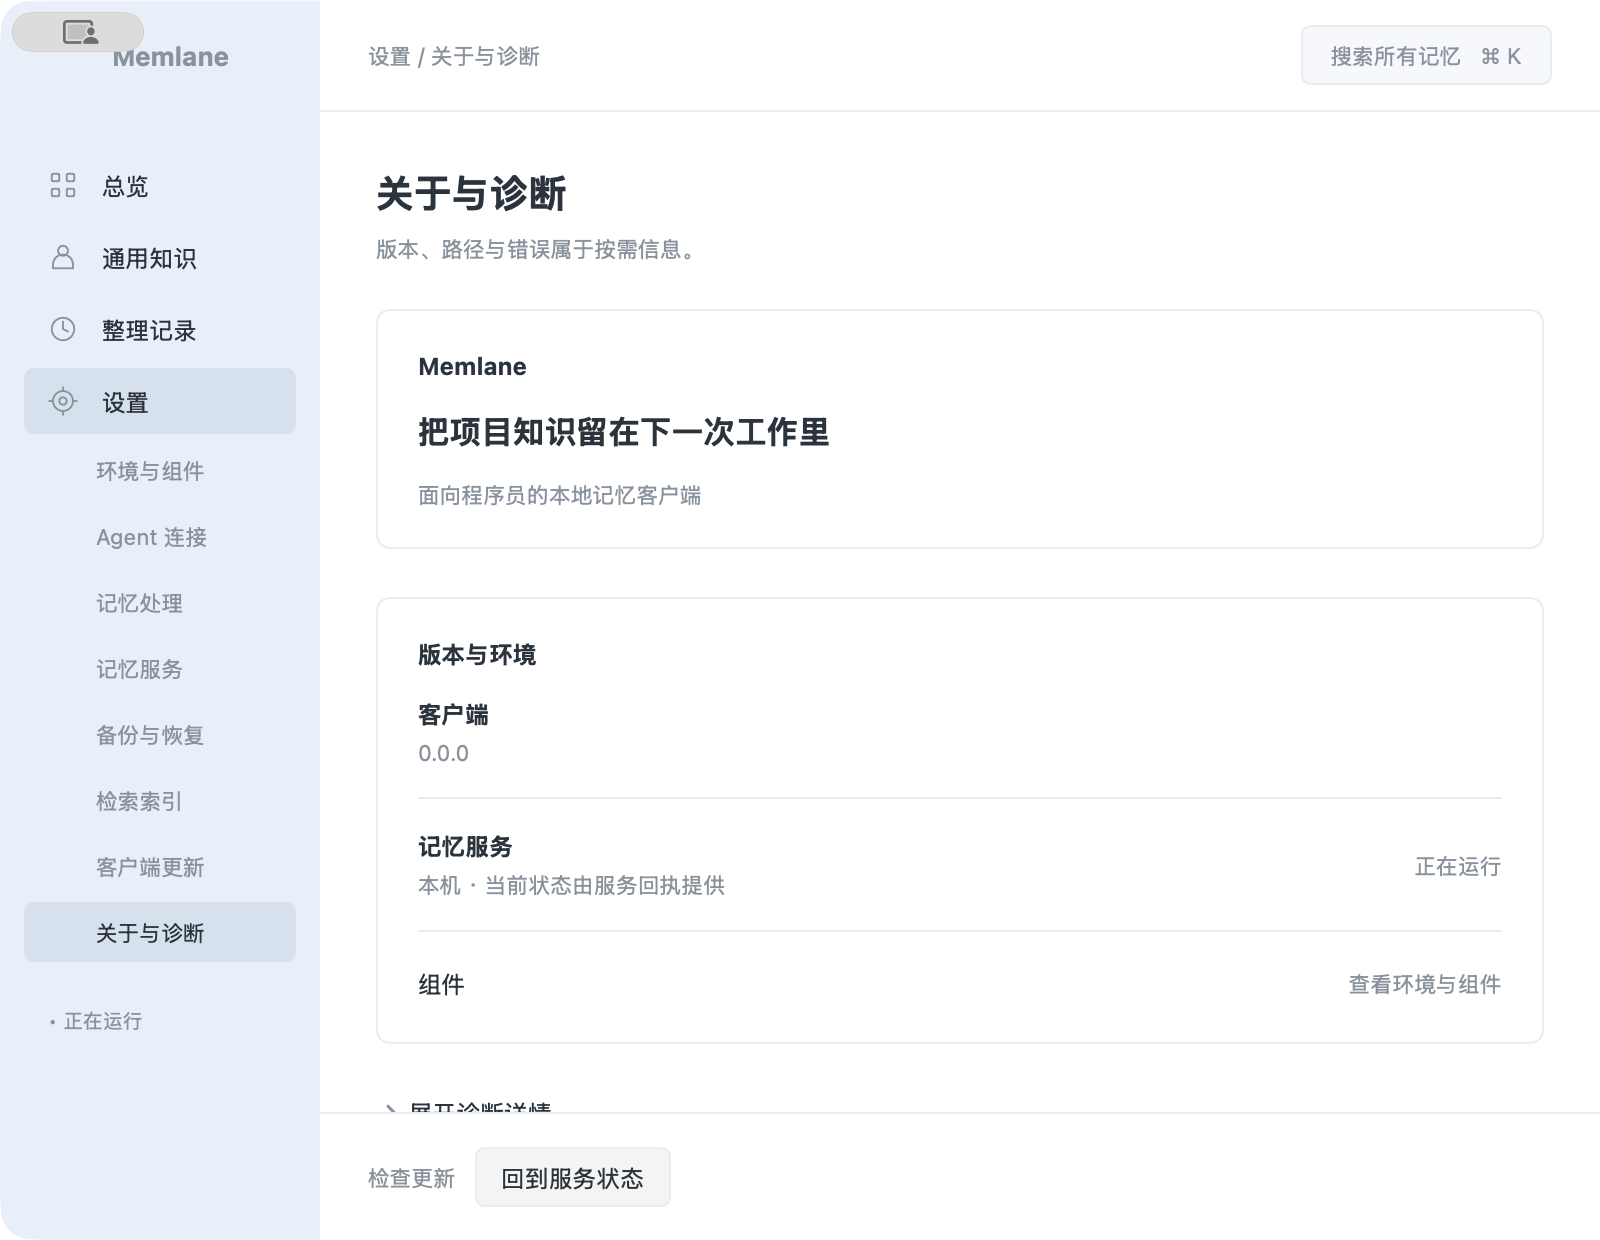 Memlane
设置 / 关于与诊断
搜索所有记忆 ⌘ K
总览
通用知识
整理记录
设置
环境与组件
Agent 连接
记忆处理
记忆服务
备份与恢复
检索索引
客户端更新
关于与诊断
• 正在运行
关于与诊断
版本、路径与错误属于按需信息。
Memlane
把项目知识留在下一次工作里
面向程序员的本地记忆客户端
版本与环境
客户端
0.0.0
记忆服务
本机 · 当前状态由服务回执提供
正在运行
组件
查看环境与组件
展开诊断详情
检查更新
回到服务状态